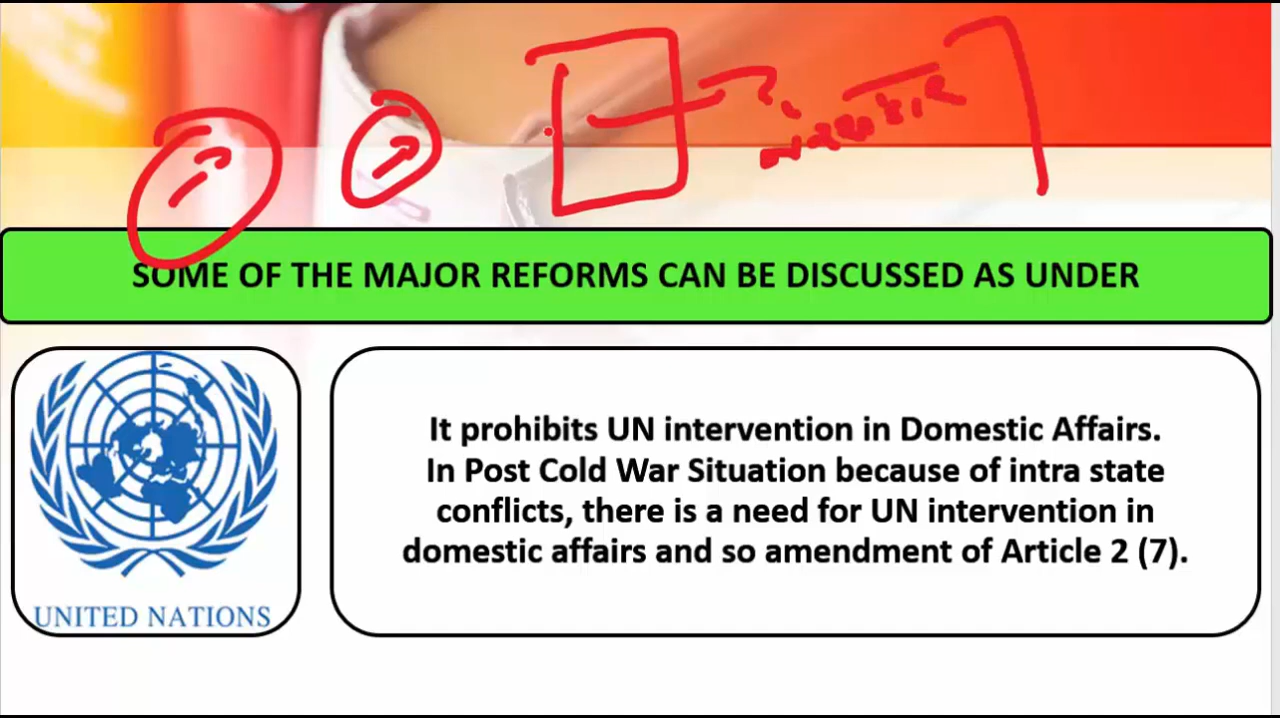 SOME OF THE MAJOR REFORMS CAN BE DISCUSSED AS UNDER
UNITED NATIONS
It prohibits UN intervention in Domestic Affairs.
In Post Cold War Situation because of intra state
conflicts, there is a need for UN intervention in
domestic affairs and so amendment of Article 2 (7).